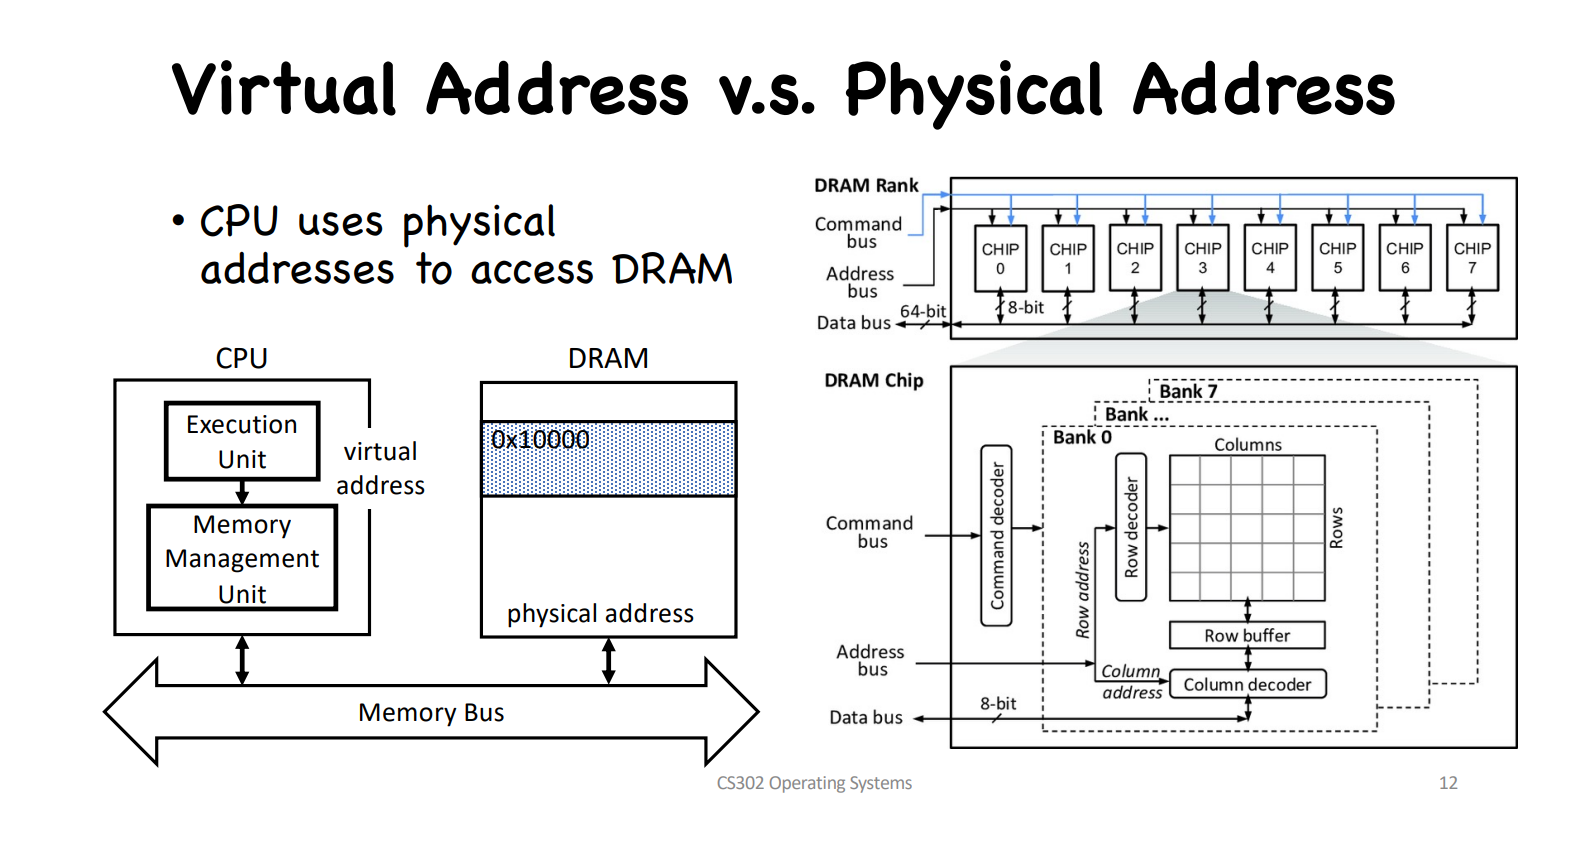 Virtual Address v.s. Physical Address
• CPU uses physical
addresses to access DRAM
CPU
Execution
Unit
virtual
address
Memory
Management
Unit
DRAM
0x10000
physical address
Memory Bus
DRAM Rank
Command
bus
Address
bus
Data bus
64-bit
8-bit
CHIP
0
CHIP
1
CHIP
2
CHIP
3
CHIP
4
CHIP
5
CHIP
6
CHIP
7
DRAM Chip
Bank 7
Bank ...
Bank 0
Columns
Rows
Command
bus
Command decoder
Row address
Row decoder
Row buffer
Address
bus
Column
address
Column decoder
Data bus
8-bit
CS302 Operating Systems
12